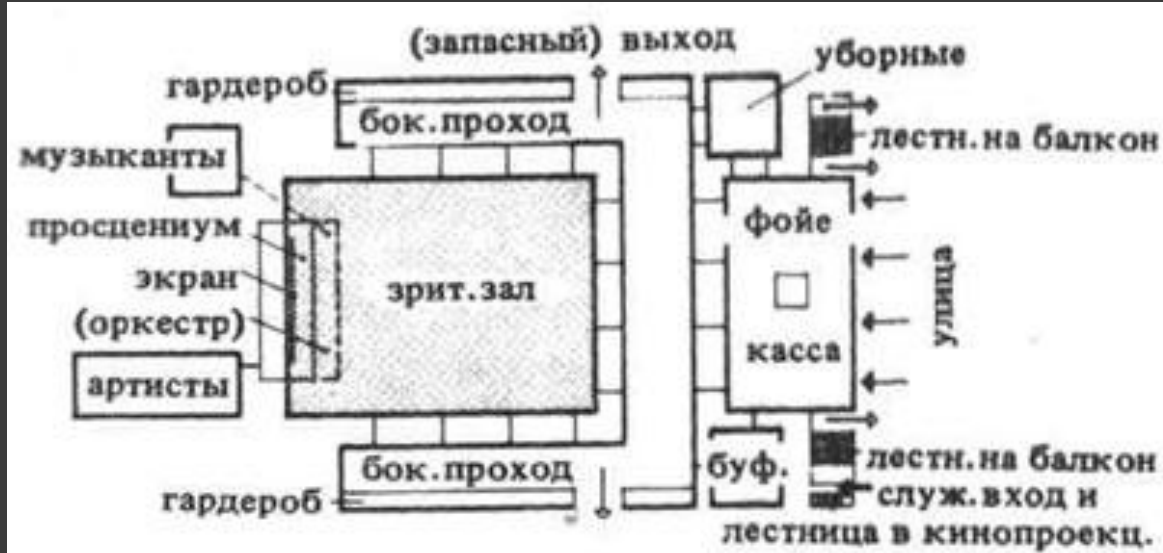 (запасный) выход
уборные
гардероб
бок.проход
лестн.на балкон
музыканты
фойе
просцениум
экран
зрит.зал
улица
(оркестр)
касса
артисты
бок.проход
буф.
лестн.на балкон
гардероб
служ.вход и
лестница в кинопроекц.